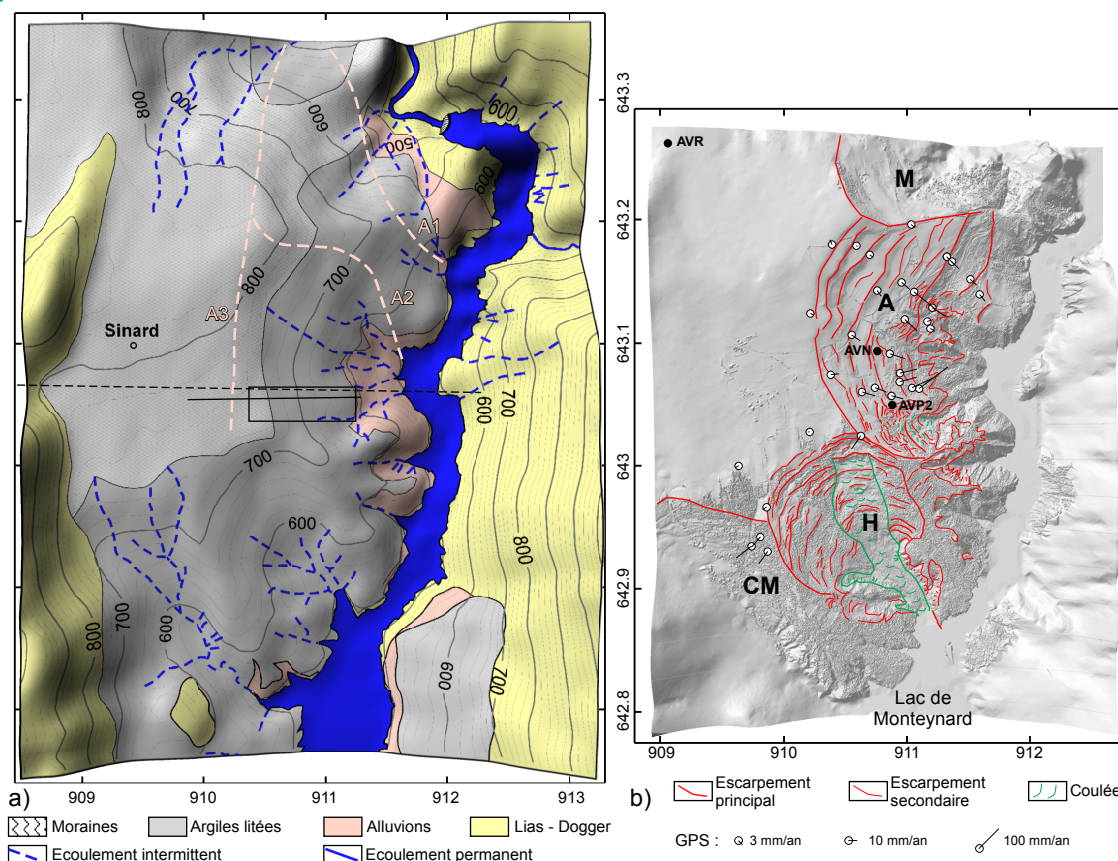 800
700
600
500
600
600
A1
A2
A3
800
700
Sinard
700
600
700
600
800
700
600
800
600
700
909
910
911
912
913
a)
Moraines
Argiles litées
Alluvions
Lias - Dogger
Ecoulement intermittent
Ecoulement permanent
643.3
643.2
643.1
643
642.9
642.8
AVR
M
A
AVN
AVP2
H
CM
Lac de
Monteynard
909
910
911
912
b)
Escarpement
principal
Escarpement
secondaire
Coulée
GPS :
3 mm/an
10 mm/an
100 mm/an